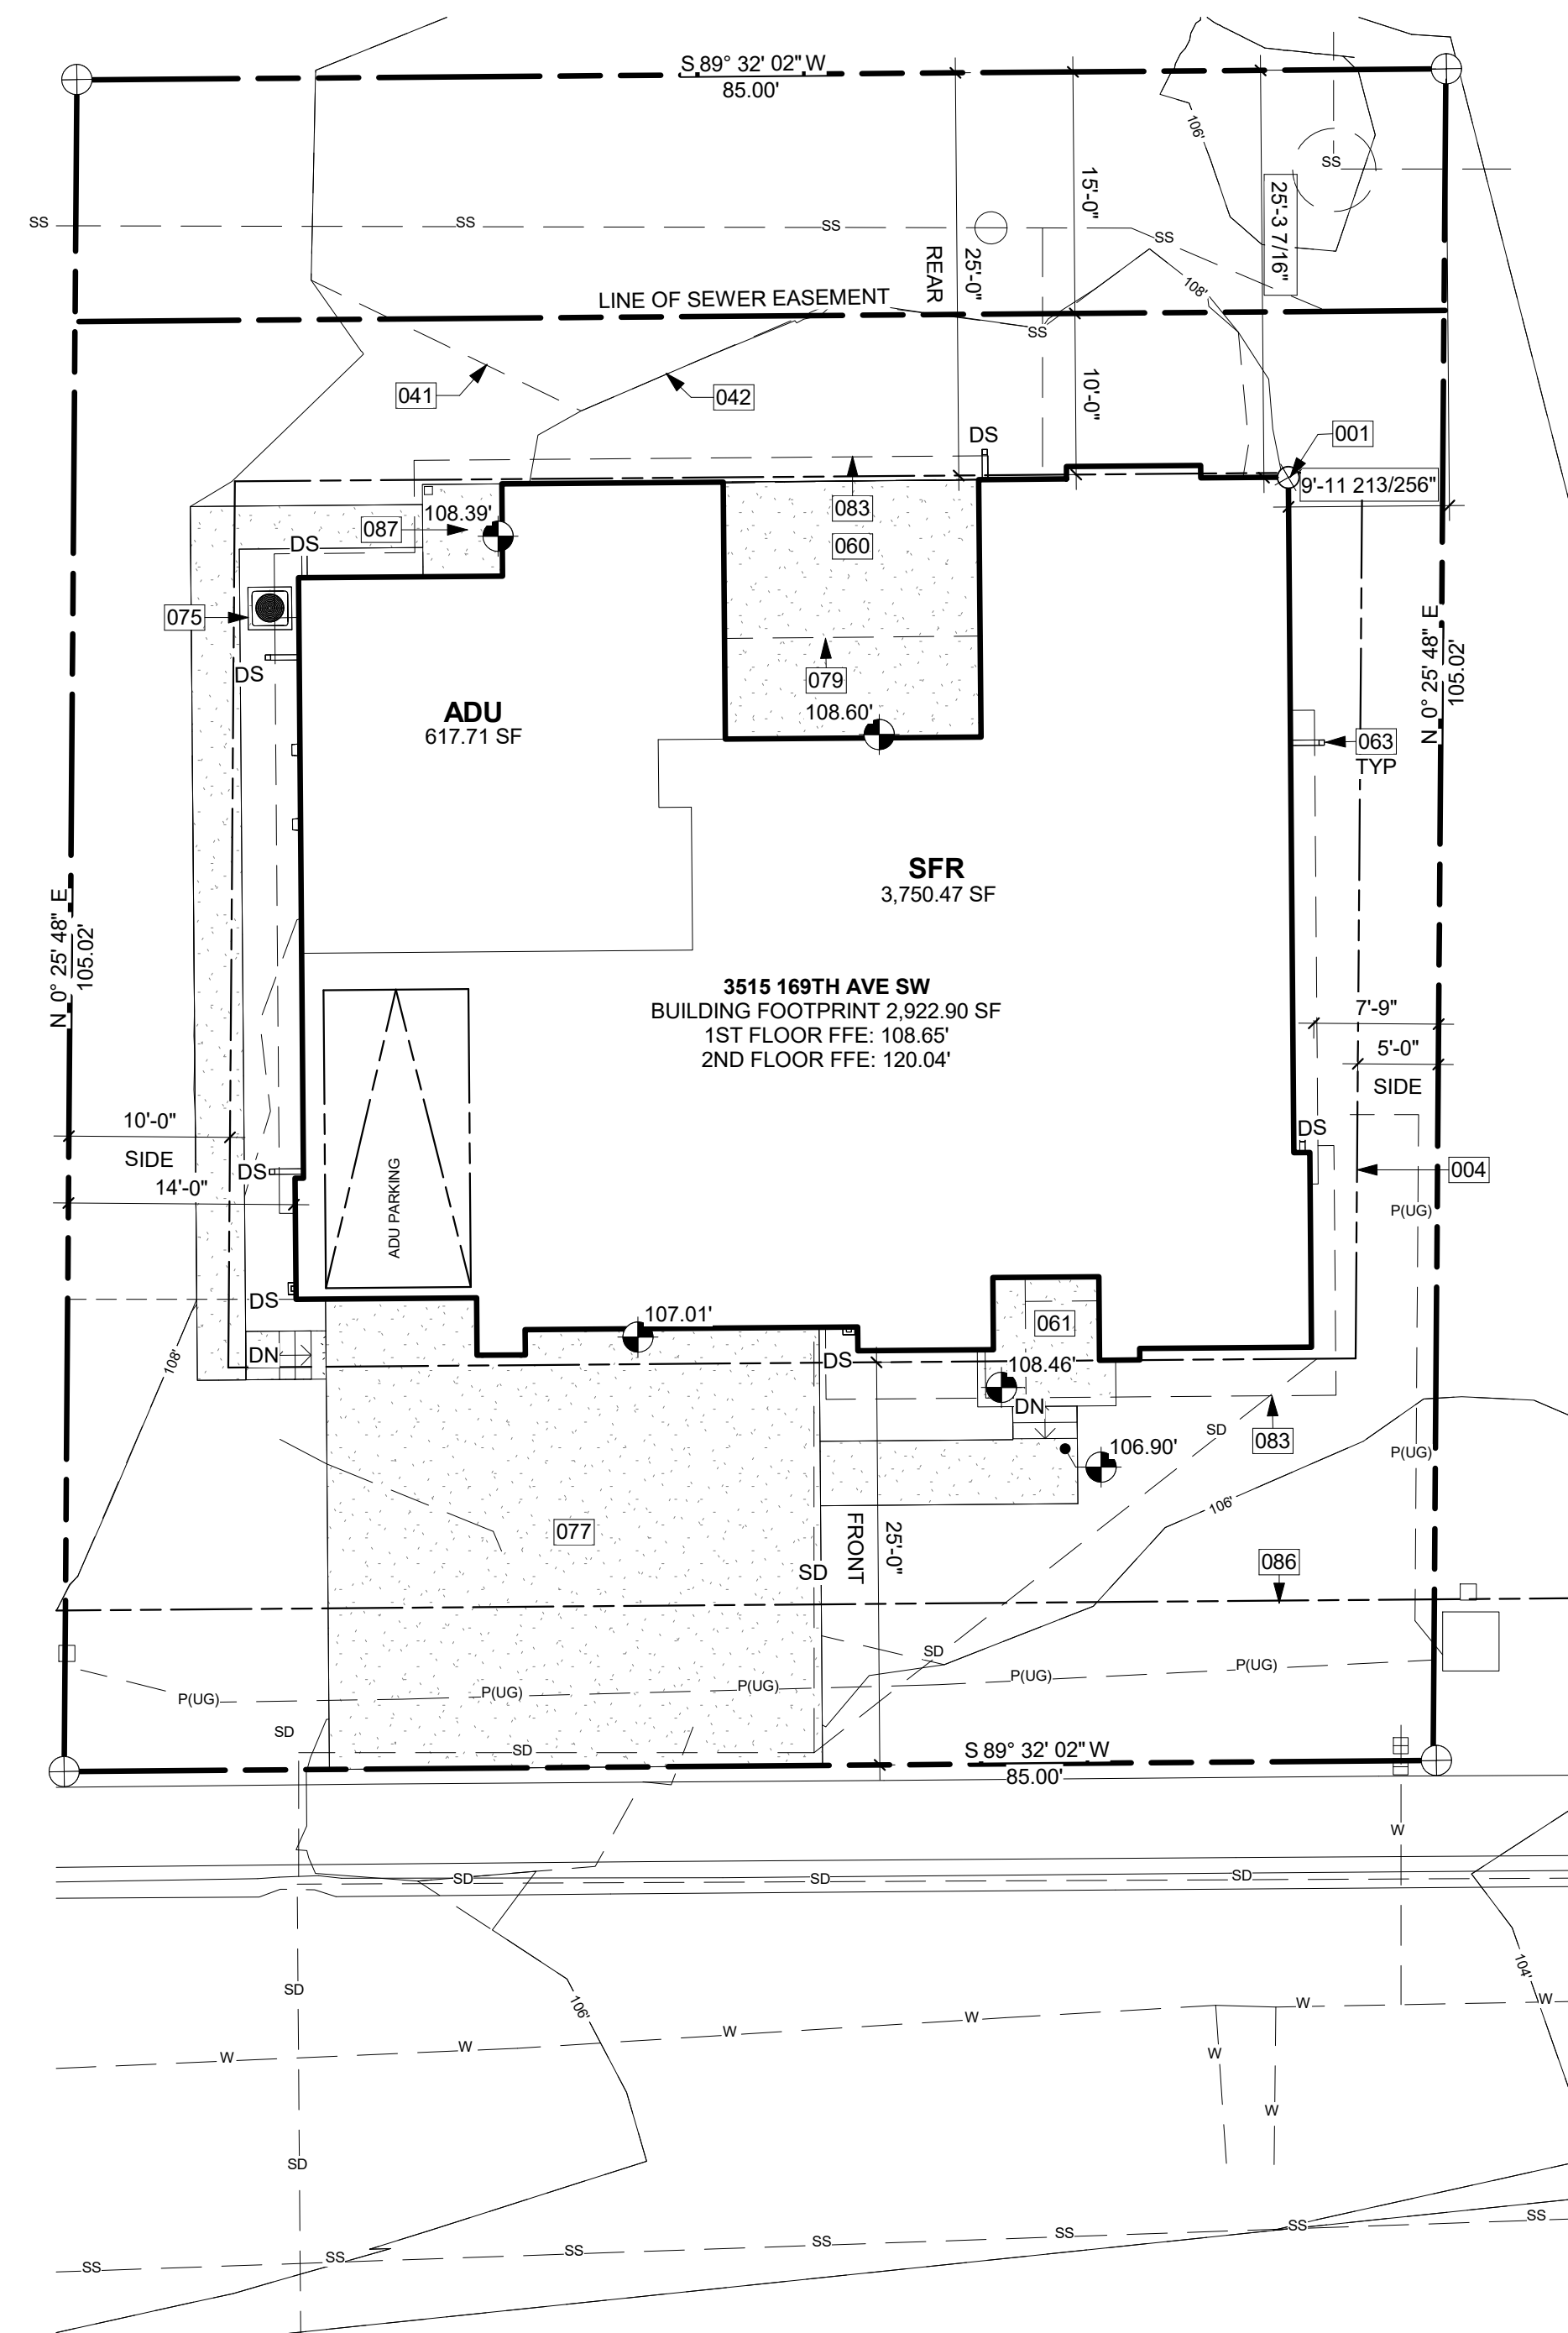 S 89° 32' 02" W
85.00'
106'
SS
15'-0"
25'-3 7/16"
SS
SS
SS
SS
REAR
25'-0"
108'
LINE OF SEWER EASEMENT
SS
041
042
10'-0"
DS
001
9'-11 213/256"
083
060
087
108.39'
DS
075
DS
079
108.60'
ADU
617.71 SF
N 0° 25' 48" E
105.02'
063
TYP
SFR
3,750.47 SF
N 0° 25' 48" E
105.02'
3515 169TH AVE SW
BUILDING FOOTPRINT 2,922.90 SF
1ST FLOOR FFE: 108.65'
2ND FLOOR FFE: 120.04'
7'-9"
5'-0"
SIDE
10'-0"
SIDE
14'-0"
DS
ADU PARKING
DS
004
P(UG)
DS
107.01'
061
108'
DN
DS
108.46'
DN
106.90'
SD
083
P(UG)
106'
077
FRONT
25'-0"
SD
086
SD
P(UG)
P(UG)
P(UG)
P(UG)
P(UG)
SD
SD
S 89° 32' 02" W
85.00'
W
SD
SD
SD
SD
106'
104'
W
W
W
W
W
W
W
W
SD
SS
SS
SS
SS
SS
SS
SS